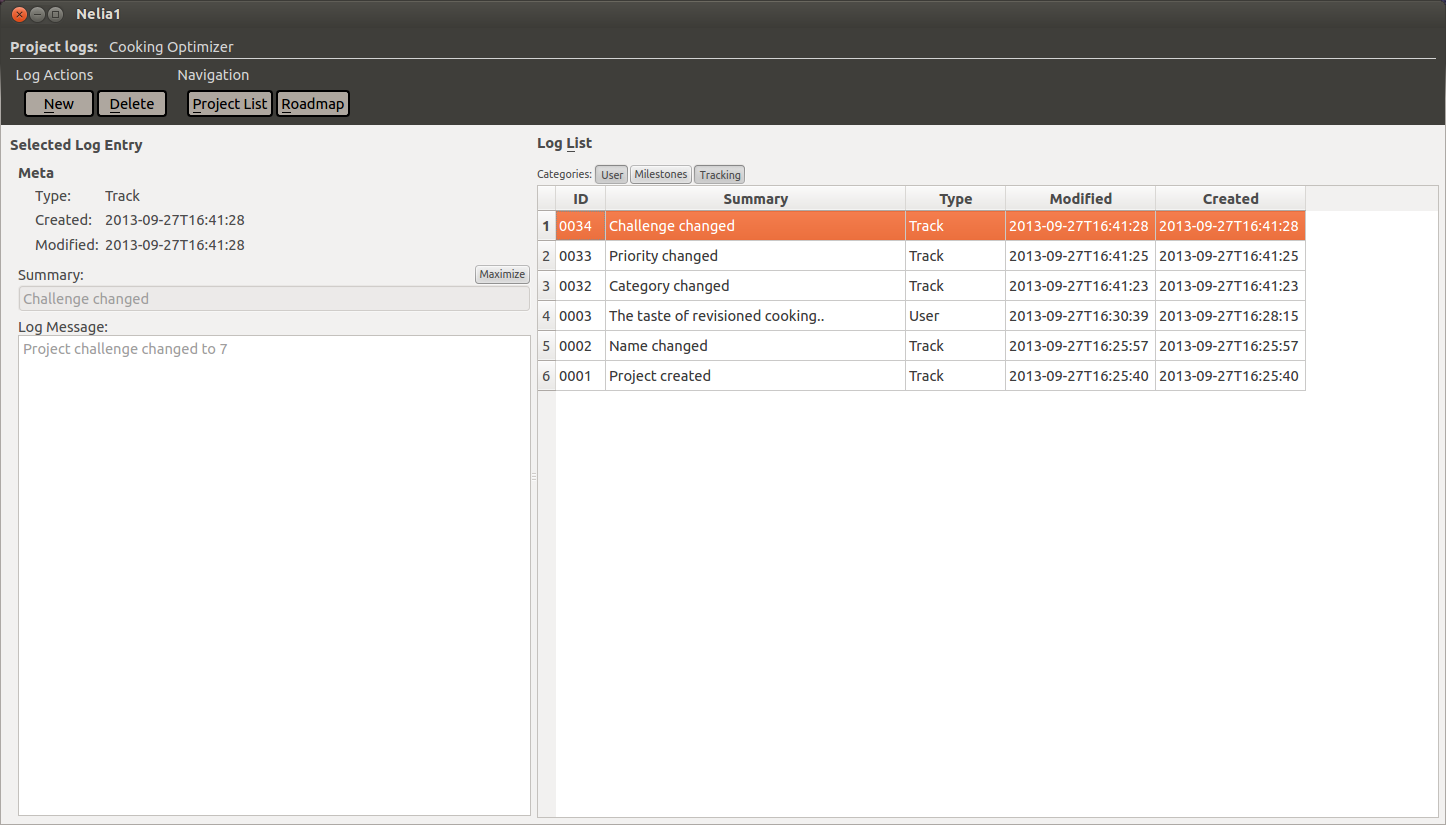 Nelia1
Project logs: Cooking Optimizer
Log Actions Navigation
New Delete Project List Roadmap
Selected Log Entry
Meta
Type: Track
Created: 2013-09-27T16:41:28
Modified: 2013-09-27T16:41:28
Summary: Maximize
Challenge changed
Log Message:
Project challenge changed to 7
Log List
Categories: User Milestones Tracking
ID Summary Type Modified Created
1 0034 Challenge changed Track 2013-09-27T16:41:28 2013-09-27T16:41:28
2 0033 Priority changed Track 2013-09-27T16:41:25 2013-09-27T16:41:25
3 0032 Category changed Track 2013-09-27T16:41:23 2013-09-27T16:41:23
4 0003 The taste of revisioned cooking.. User 2013-09-27T16:30:39 2013-09-27T16:28:15
5 0002 Name changed Track 2013-09-27T16:25:57 2013-09-27T16:25:57
6 0001 Project created Track 2013-09-27T16:25:40 2013-09-27T16:25:40